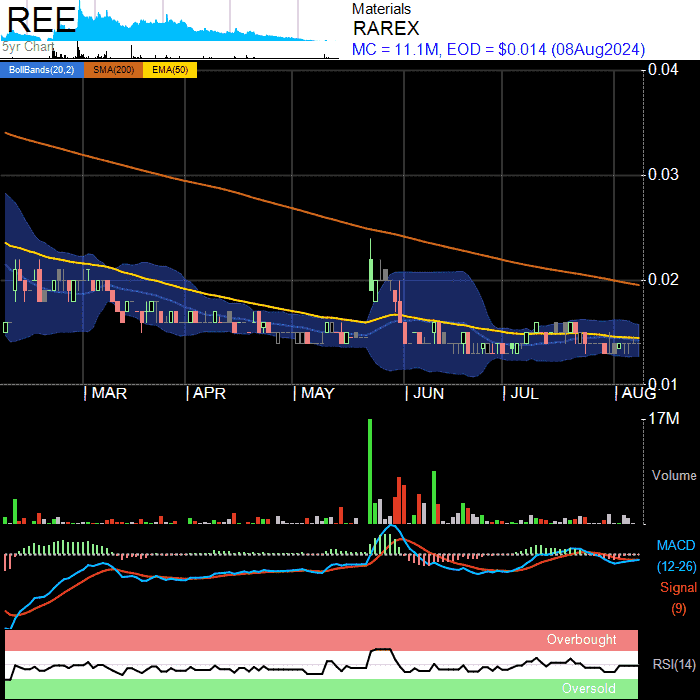 REE
5yr Chart
Materials
RAREX
MC = 11.1M, EOD = $0.014 (08Aug2024)
BollBands(20,2) SMA(200) EMA(50)
0.04
0.03
0.02
0.01
MAR APR MAY JUN JUL AUG
17M
Volume
MACD
(12-26)
Signal
(9)
Overbought
RSI(14)
Oversold